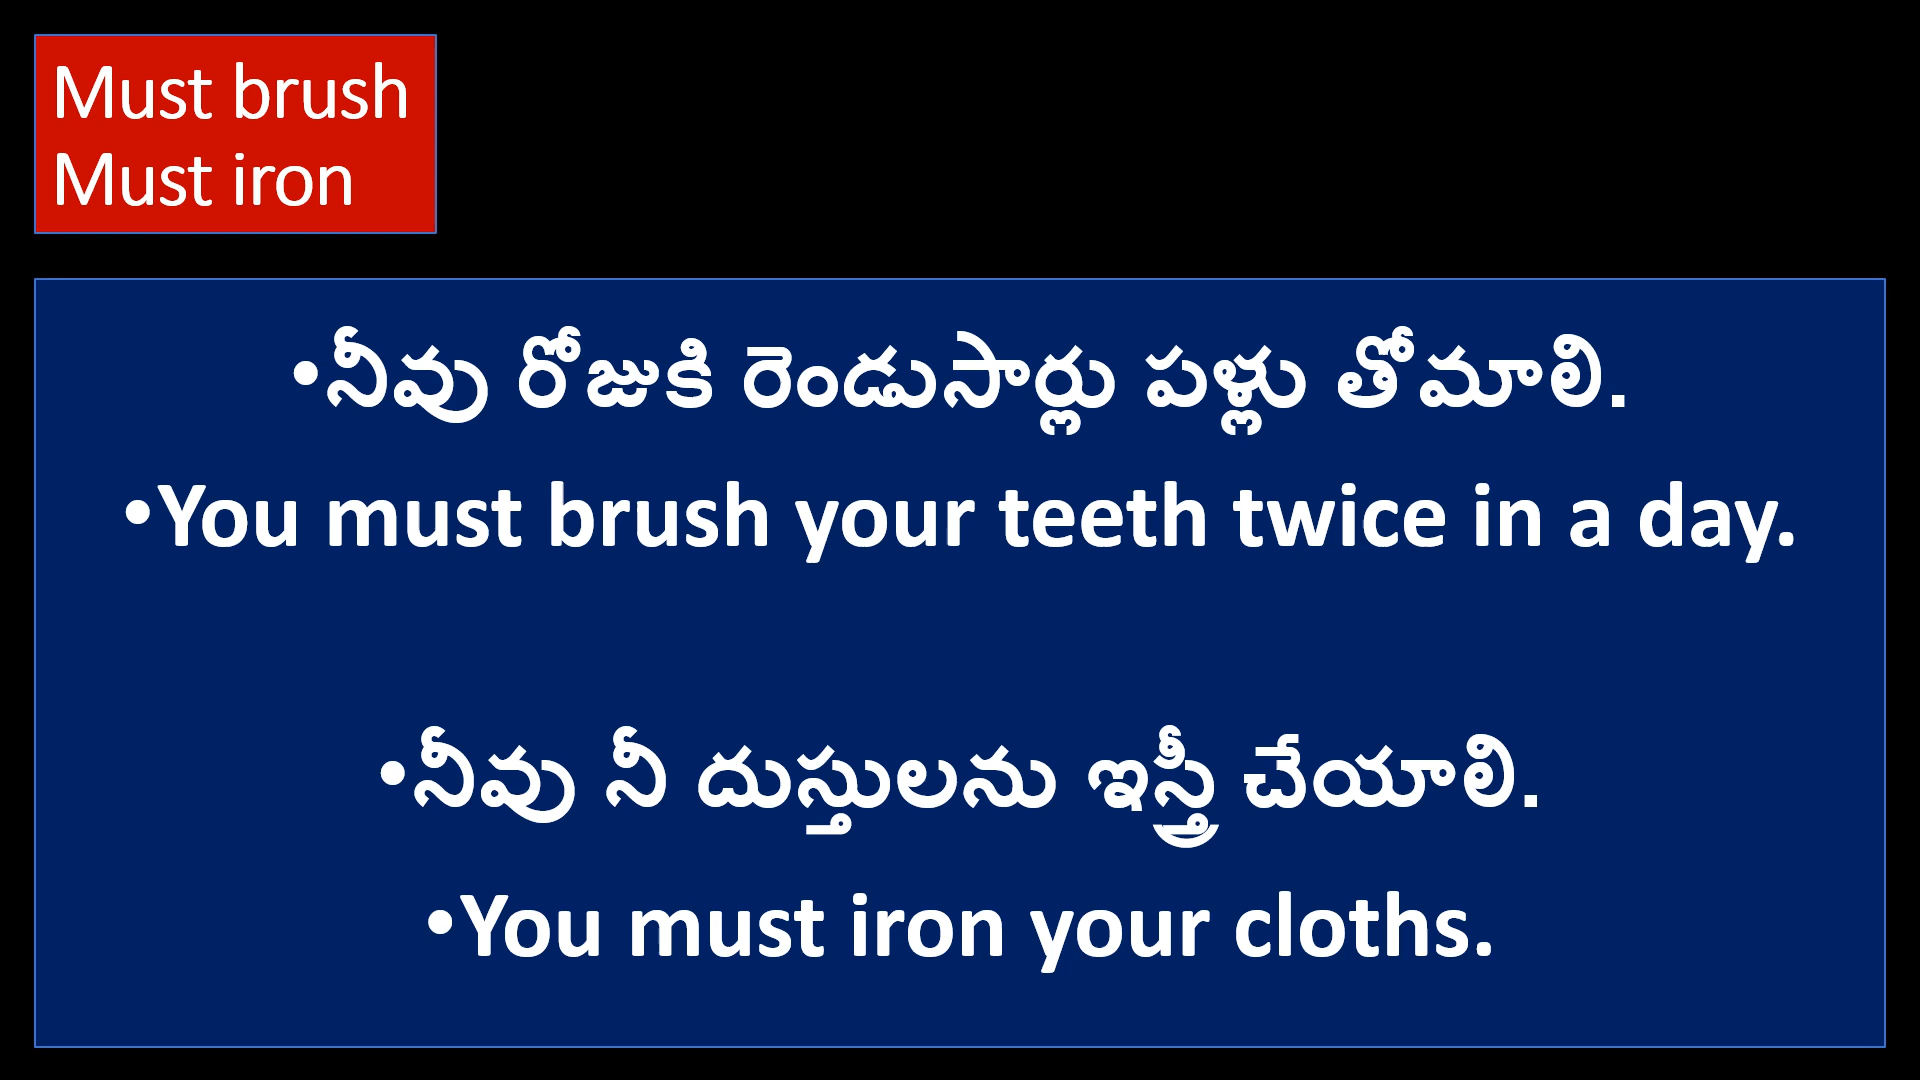 Must brush
Must iron
•నీవు రోజుకి రెండుసార్లు పళ్లు తోమాలి.
•You must brush your teeth twice in a day.
•నీవు నీ దుస్తులను ఇస్త్రీ చేయాలి.
•You must iron your cloths.